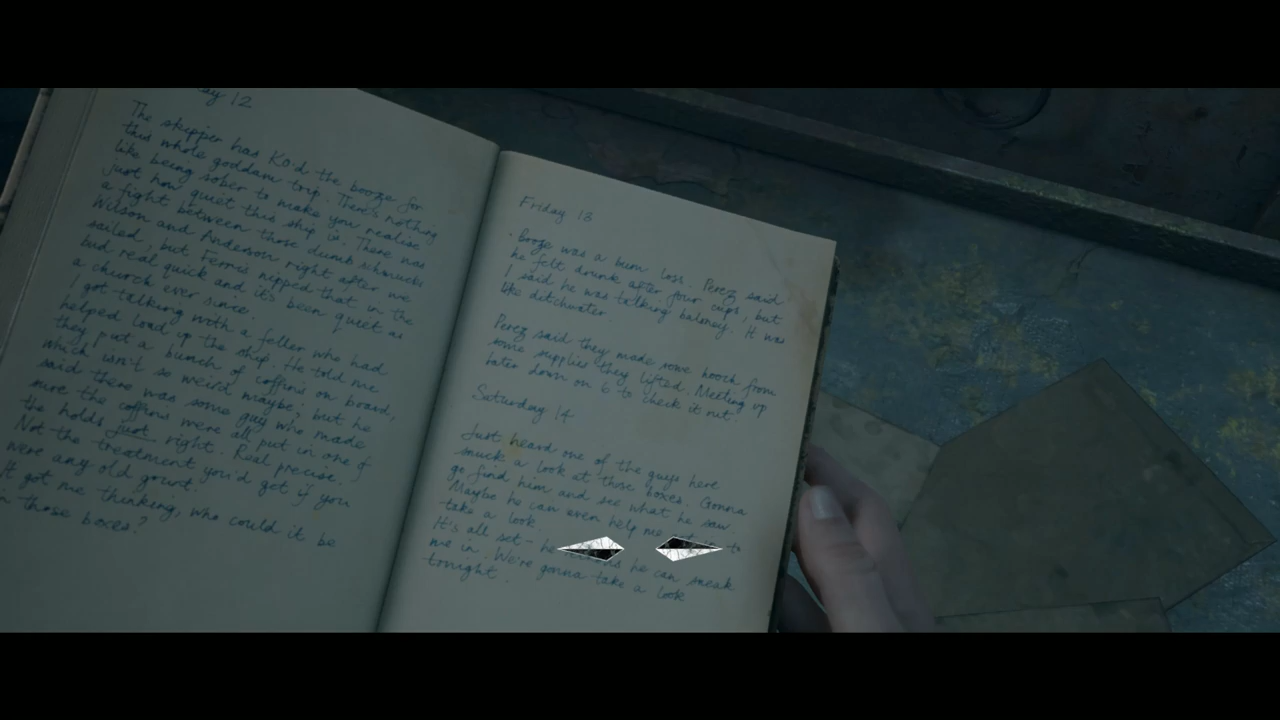 ay 12
The skipper has KO'd the booze for
this whole goddam trip. There's nothing
like being sober to make you realise
just how quiet this ship is. There was
a fight between those dumb schmucks
Wilson and Anderson right after we
sailed, but Ferris nipped that in the
bud real quick and it's been quiet as
a church ever since.
I got talking with a feller who had
helped load up the ship. He told me
they put a bunch of coffins on board,
which isn't so weird maybe, but he
said there was some guy who made
sure the coffins were all put in one of
the holds just right. Real precise.
Not the treatment you'd get if you
were any old grunt.
It got me thinking, who could it be
in those boxes?
Friday 13
Booze was a bum loss. Perez said
he felt drunk after four cups, but
I said he was talking baloney. It was
like ditchwater.
Perez said they made some hooch from
some supplies they lifted. Meeting up
later down on 6 to check it out.
Saturday 14
Just heard one of the guys here
snuck a look at those boxes. Gonna
go find him and see what he saw
Maybe he can even help me to
take a look.
It's all set - he he can sneak
me in. We're gonna take a look
tonight.